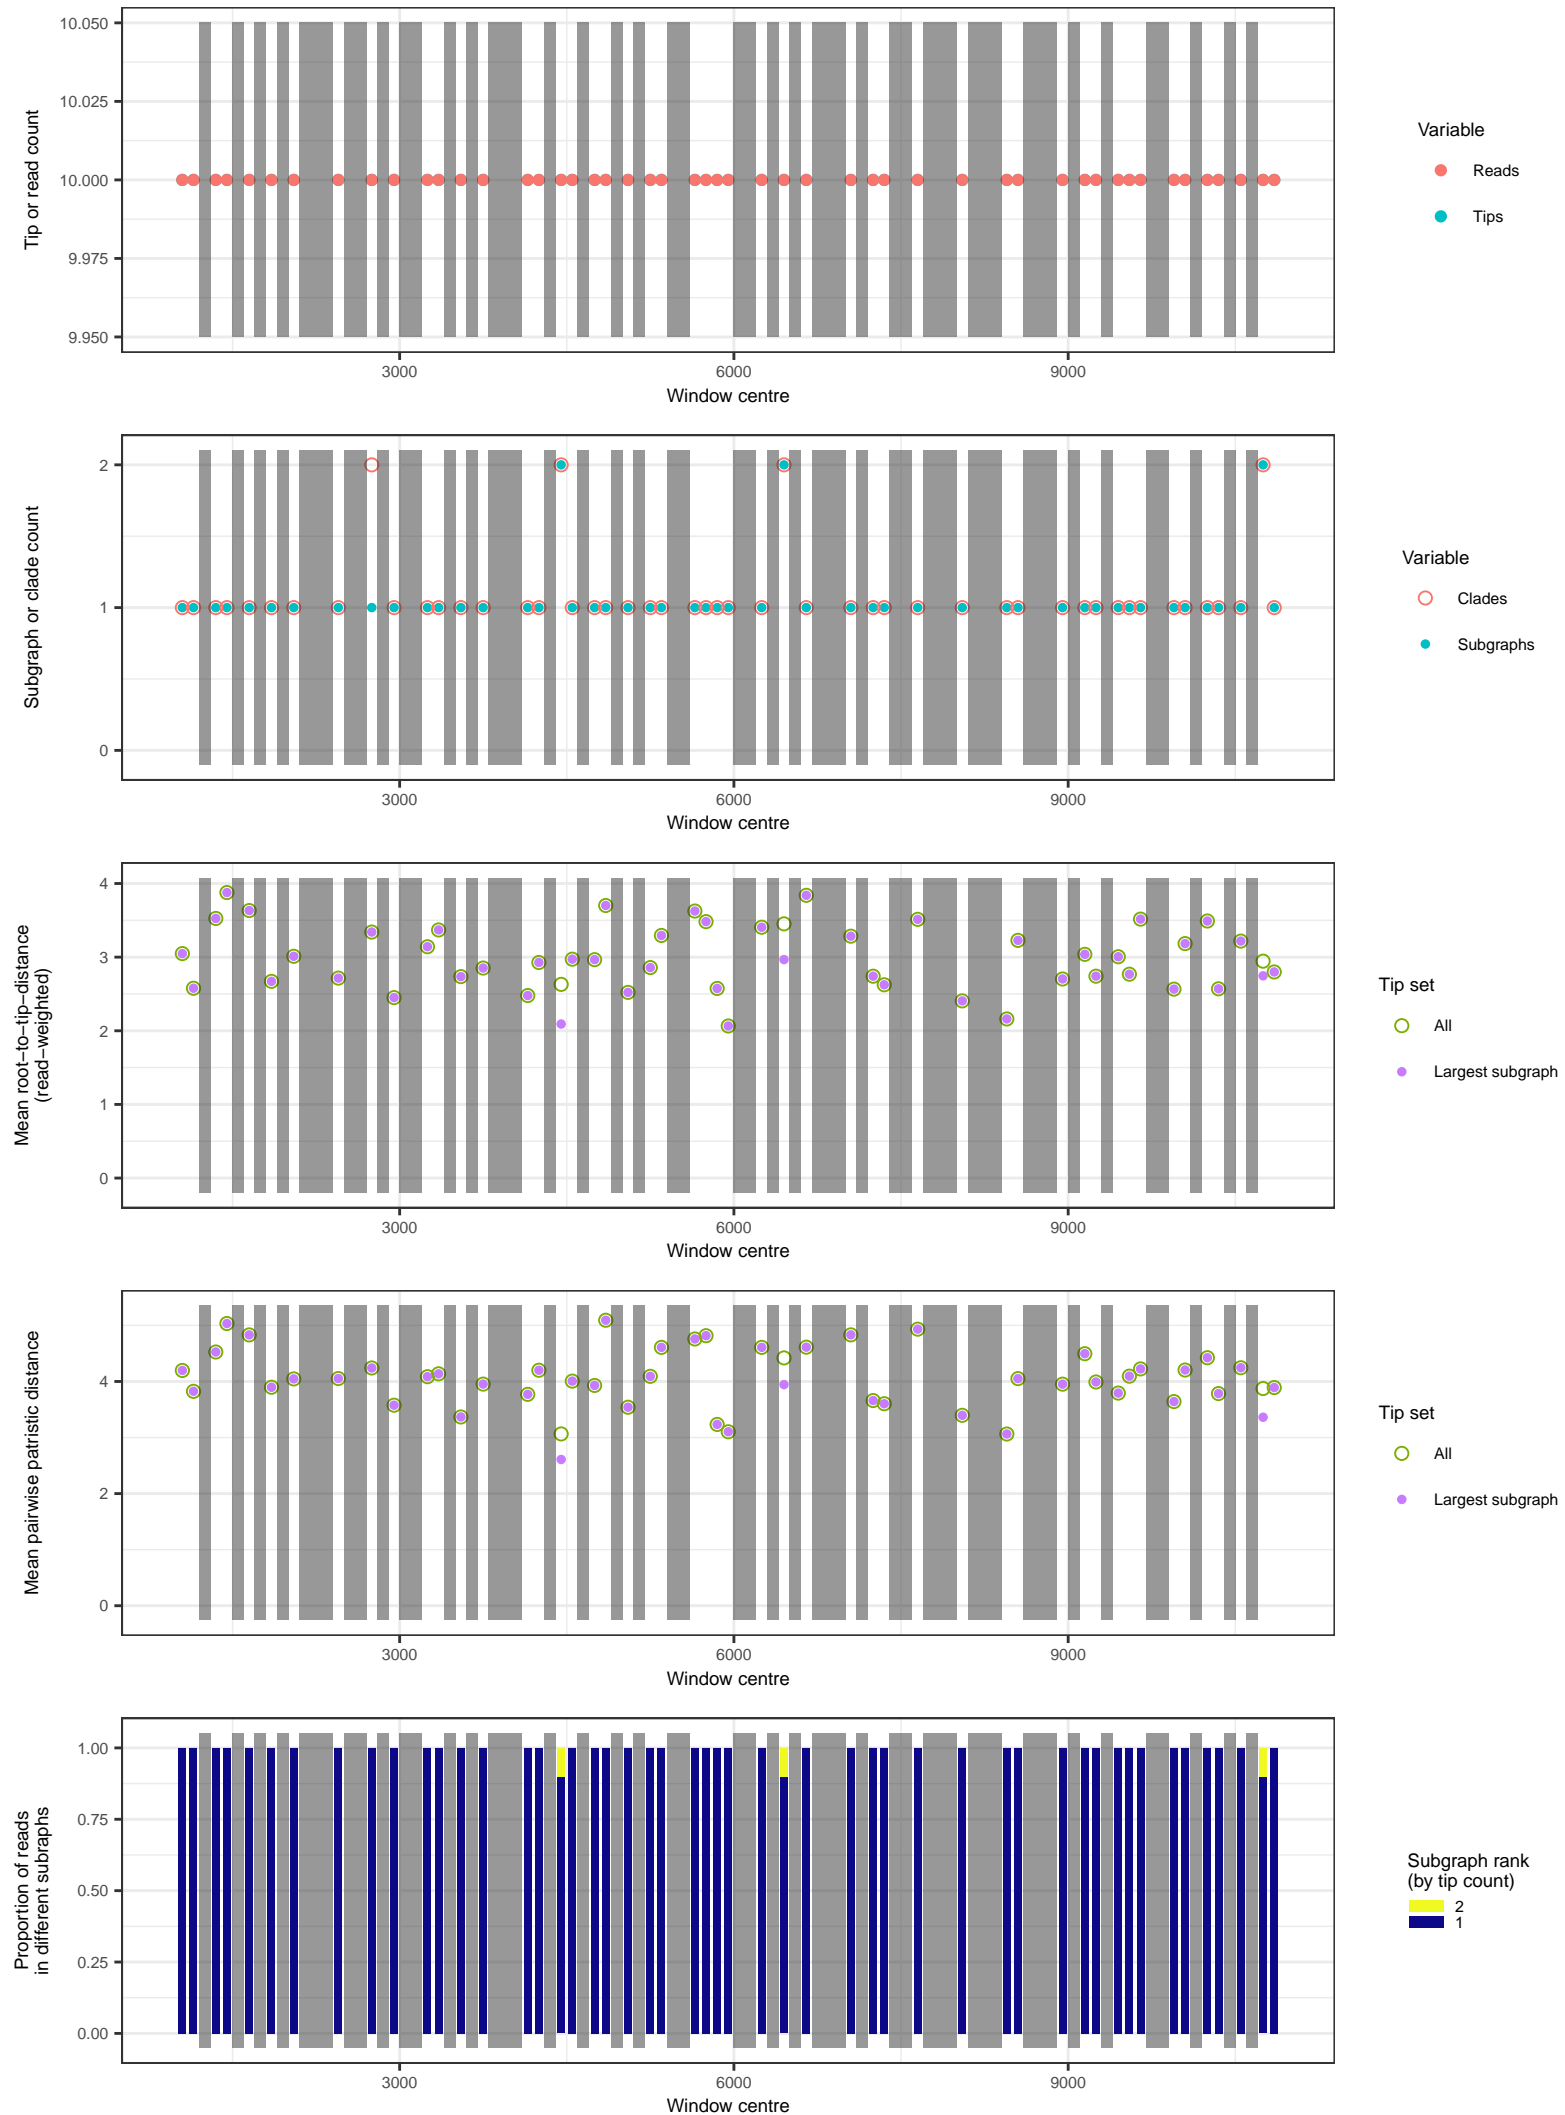 10.050
10.025
10.000
9.975
9.950
Tip or read count
3000 6000 9000
Window centre
Variable
Reads
Tips
2
1
0
Subgraph or clade count
3000 6000 9000
Window centre
Variable
Clades
Subgraphs
4
3
2
1
0
Mean root−to−tip−distance
(read−weighted)
3000 6000 9000
Window centre
Tip set
All
Largest subgraph
4
2
0
Mean pairwise patristic distance
3000 6000 9000
Window centre
Tip set
All
Largest subgraph
1.00
0.75
0.50
0.25
0.00
Proportion of reads
in different subraphs
3000 6000 9000
Window centre
Subgraph rank
(by tip count)
2
1